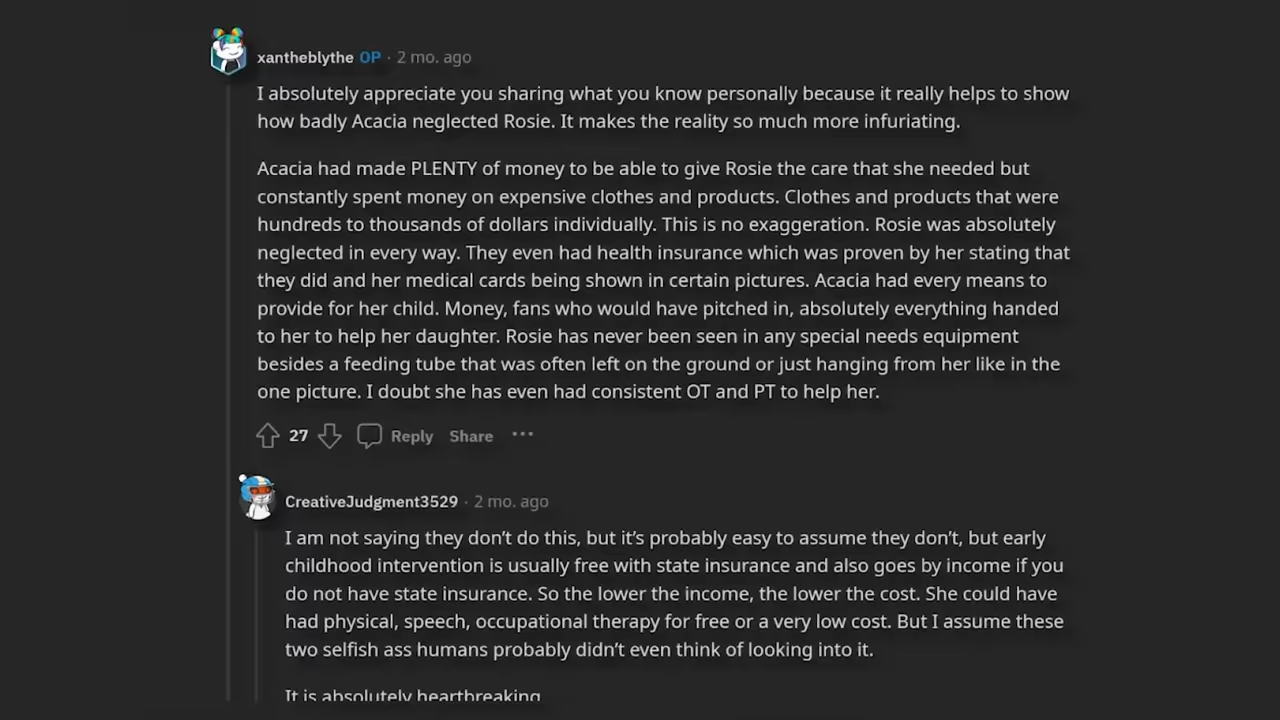 xantheblythe OP · 2 mo. ago
I absolutely appreciate you sharing what you know personally because it really helps to show
how badly Acacia neglected Rosie. It makes the reality so much more infuriating.
Acacia had made PLENTY of money to be able to give Rosie the care that she needed but
constantly spent money on expensive clothes and products. Clothes and products that were
hundreds to thousands of dollars individually. This is no exaggeration. Rosie was absolutely
neglected in every way. They even had health insurance which was proven by her stating that
they did and her medical cards being shown in certain pictures. Acacia had every means to
provide for her child. Money, fans who would have pitched in, absolutely everything handed
to her to help her daughter. Rosie has never been seen in any special needs equipment
besides a feeding tube that was often left on the ground or just hanging from her like in the
one picture. I doubt she has even had consistent OT and PT to help her.
27 Reply Share ···
CreativeJudgment3529 · 2 mo. ago
I am not saying they don’t do this, but it’s probably easy to assume they don’t, but early
childhood intervention is usually free with state insurance and also goes by income if you
do not have state insurance. So the lower the income, the lower the cost. She could have
had physical, speech, occupational therapy for free or a very low cost. But I assume these
two selfish ass humans probably didn’t even think of looking into it.
It is absolutely heartbreaking